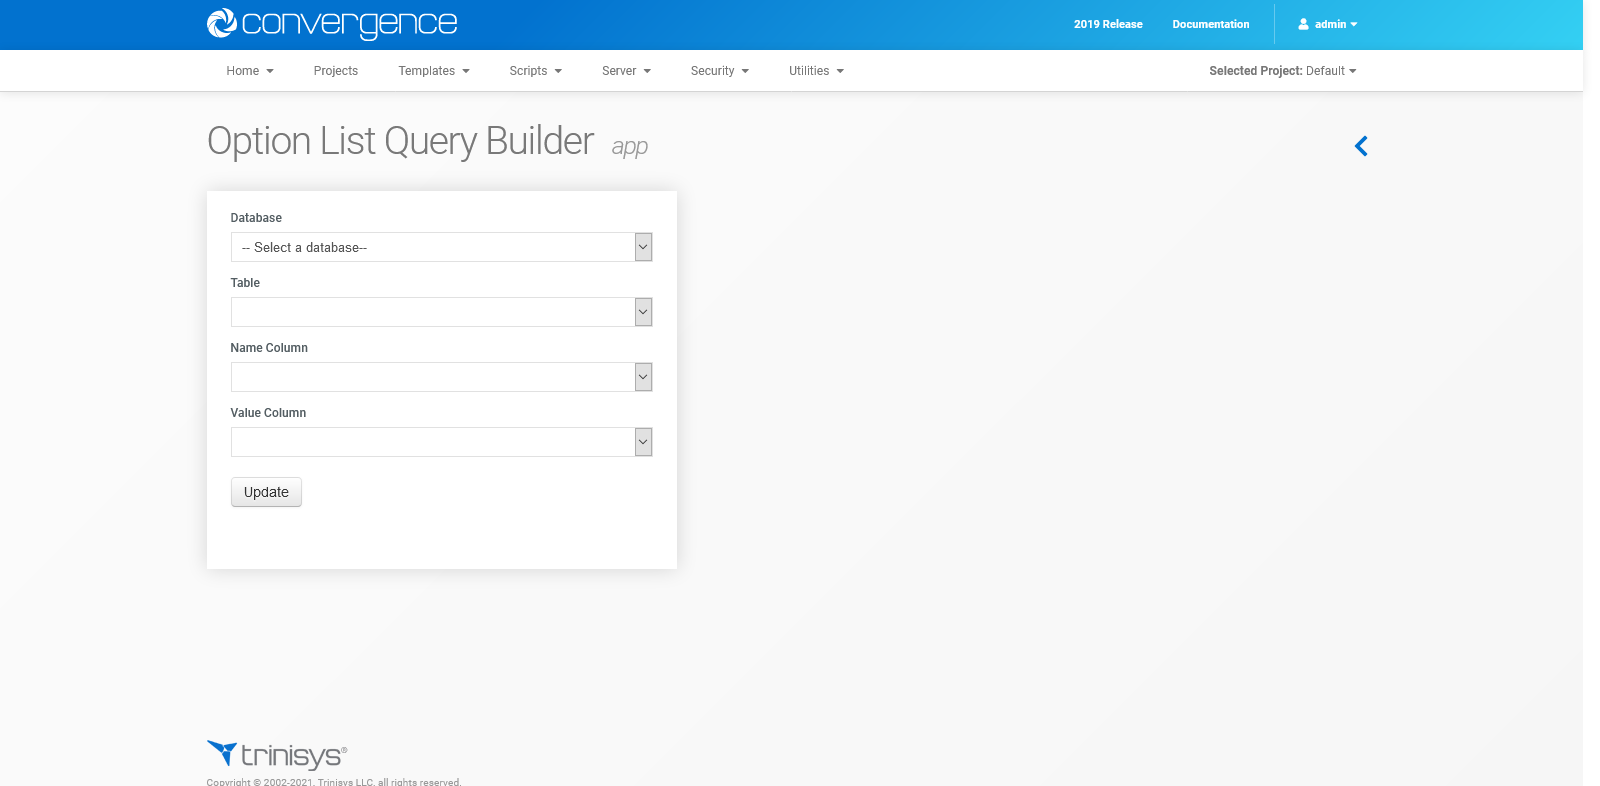 convergence
2019 Release
Documentation
admin
Home
Projects
Templates
Scripts
Server
Security
Utilities
Selected Project: Default
Option List Query Builder app
Database
-- Select a database--
Table
Name Column
Value Column
Update
trinisys®
Copyright © 2002-2021, Trinisys LLC, all rights reserved.